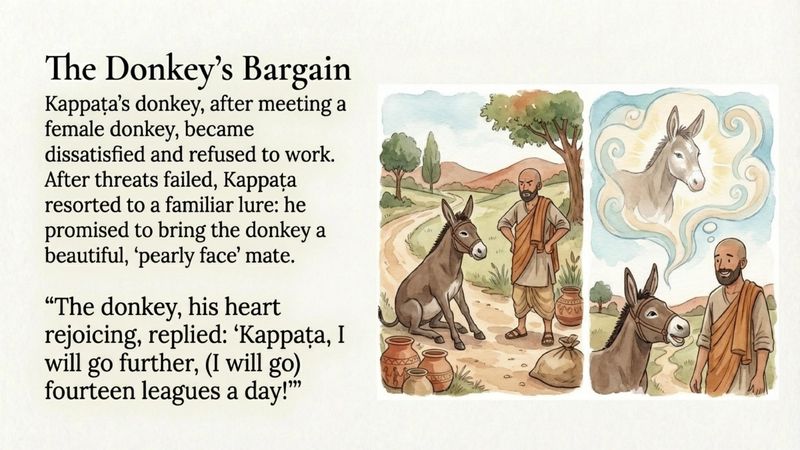 The Donkey’s Bargain
Kappaṭa’s donkey, after meeting a
female donkey, became
dissatisfied and refused to work.
After threats failed, Kappaṭa
resorted to a familiar lure: he
promised to bring the donkey a
beautiful, ‘pearly face’ mate.
“The donkey, his heart
rejoicing, replied: ‘Kappaṭa, I
will go further, (I will go)
fourteen leagues a day!’”